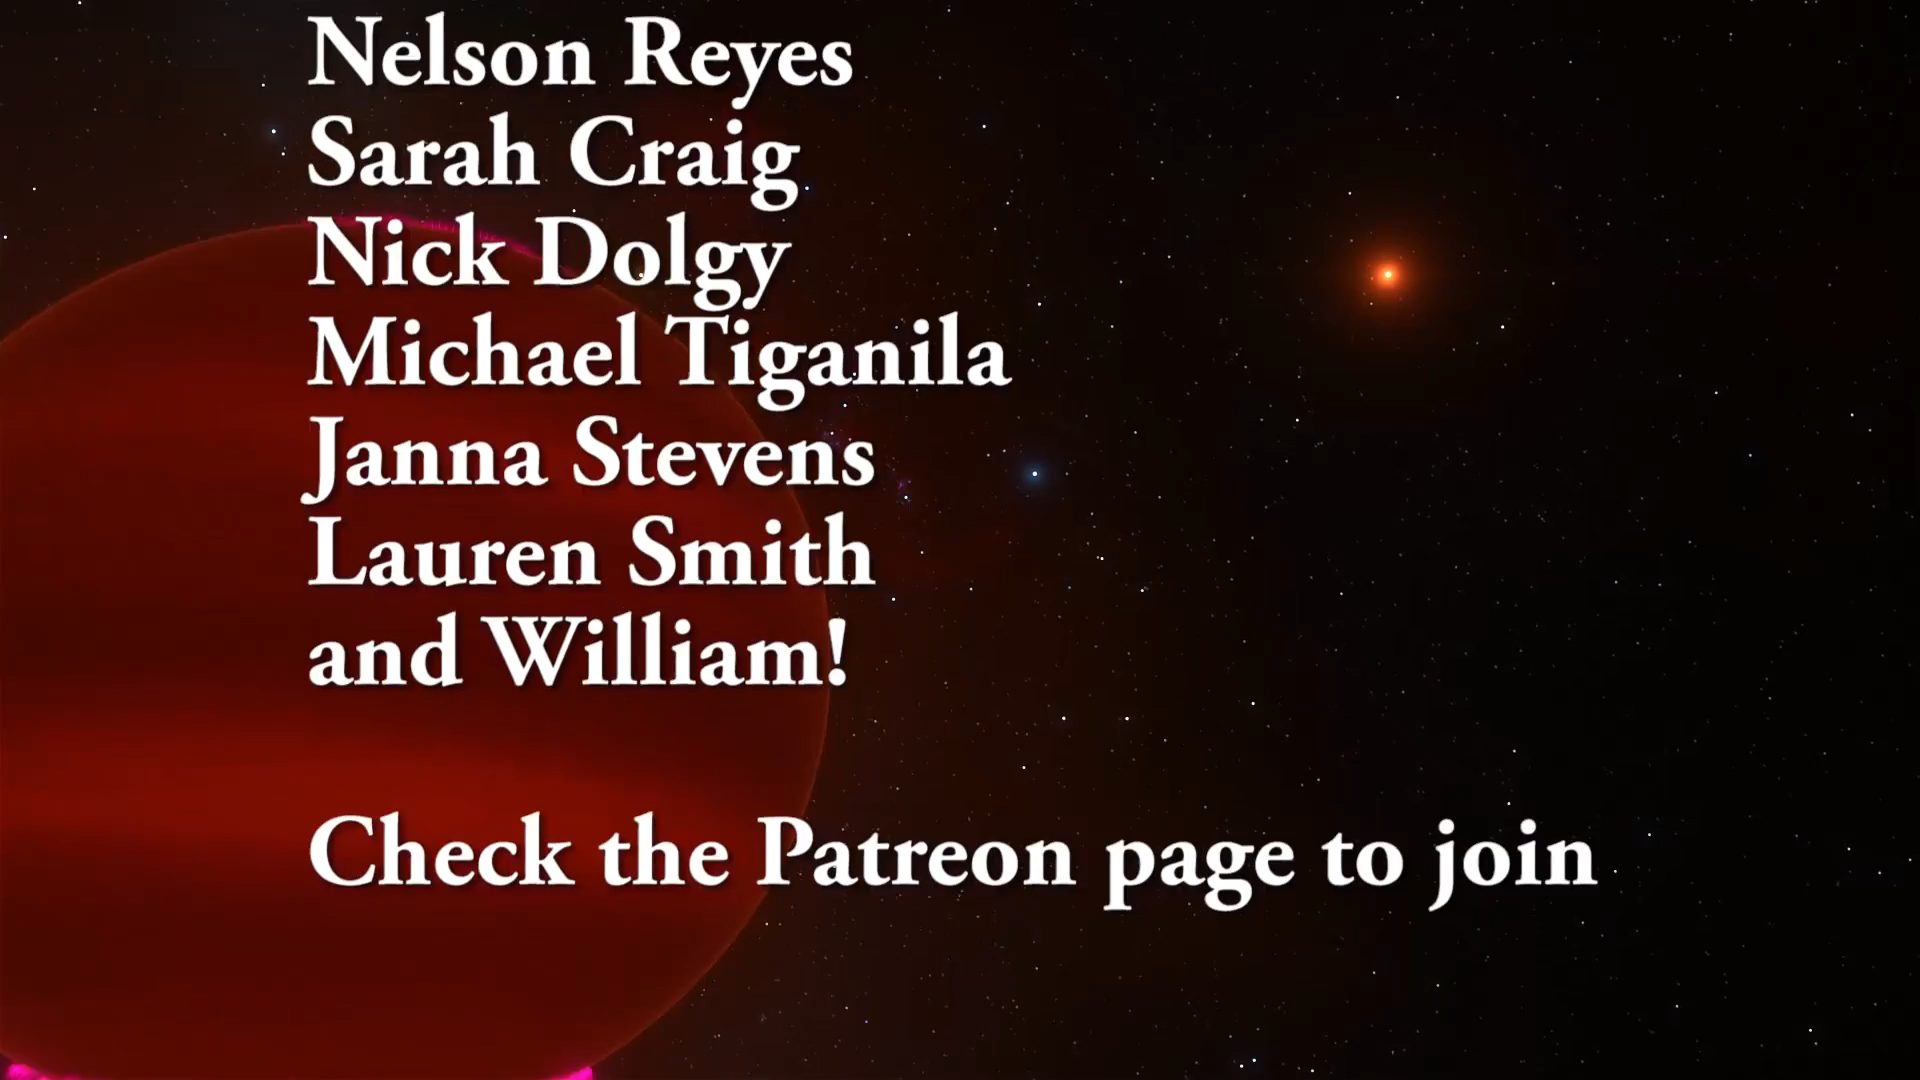 Nelson Reyes
Sarah Craig
Nick Dolgy
Michael Tiganila
Janna Stevens
Lauren Smith
and William!
Check the Patreon page to join